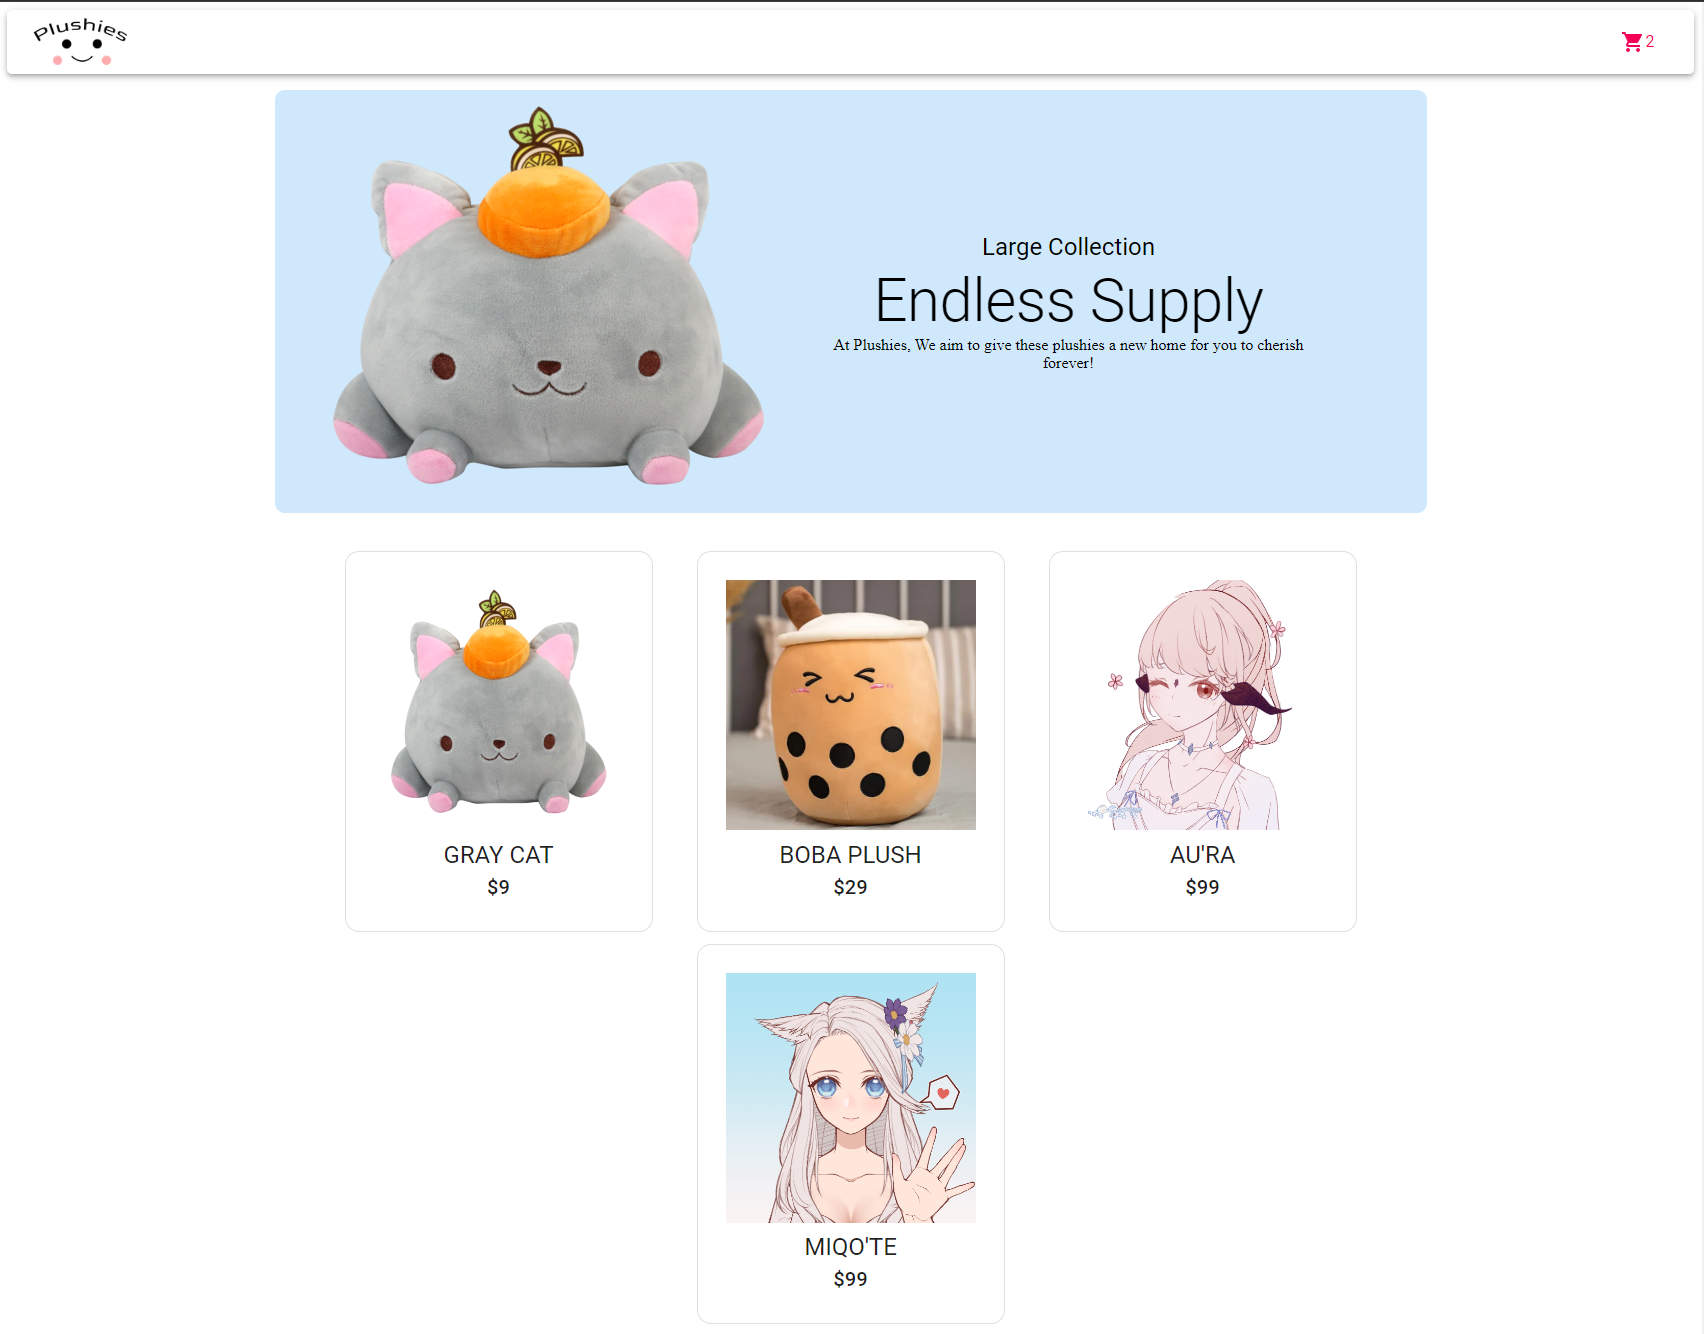 Plushies
2
Large Collection
Endless Supply
At Plushies, We aim to give these plushies a new home for you to cherish
forever!
GRAY CAT
$9
BOBA PLUSH
$29
AU'RA
$99
MIQO'TE
$99